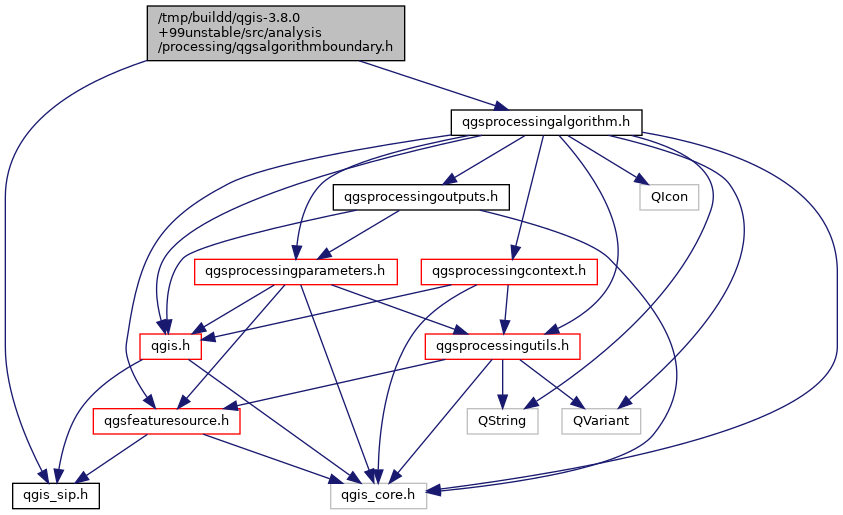 /tmp/buildd/qgis-3.8.0
+99unstable/src/analysis
/processing/qgsalgorithmboundary.h
qgsprocessingalgorithm.h
qgsprocessingoutputs.h
QIcon
qgsprocessingparameters.h
qgsprocessingcontext.h
qgis.h
qgsprocessingutils.h
qgsfeaturesource.h
QString
QVariant
qgis_sip.h
qgis_core.h